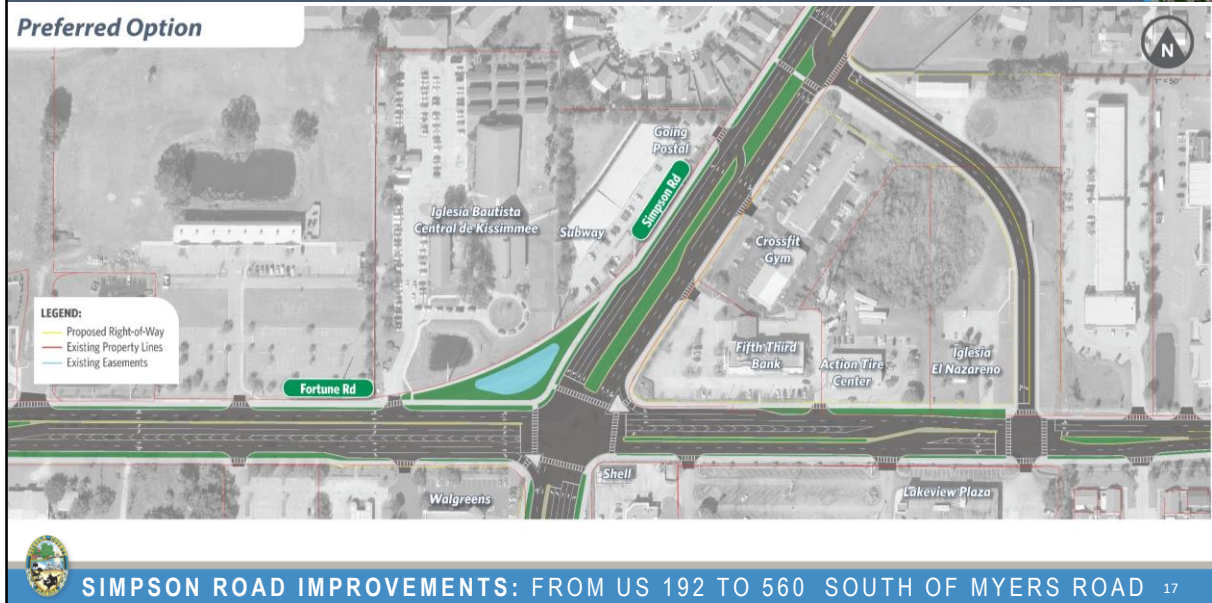 Preferred Option
N
1" = 50'
Going
Postal
Simpson Rd
Iglesia Bautista
Central de Kissimmee
Subway
Crossfit
Gym
LEGEND:
Proposed Right-of-Way
Existing Property Lines
Existing Easements
Fifth Third
Bank
Action Tire
Center
Iglesia
El Nazareno
Fortune Rd
Shell
Walgreens
Lakeview Plaza
SIMPSON ROAD IMPROVEMENTS: FROM US 192 TO 560 SOUTH OF MYERS ROAD 17